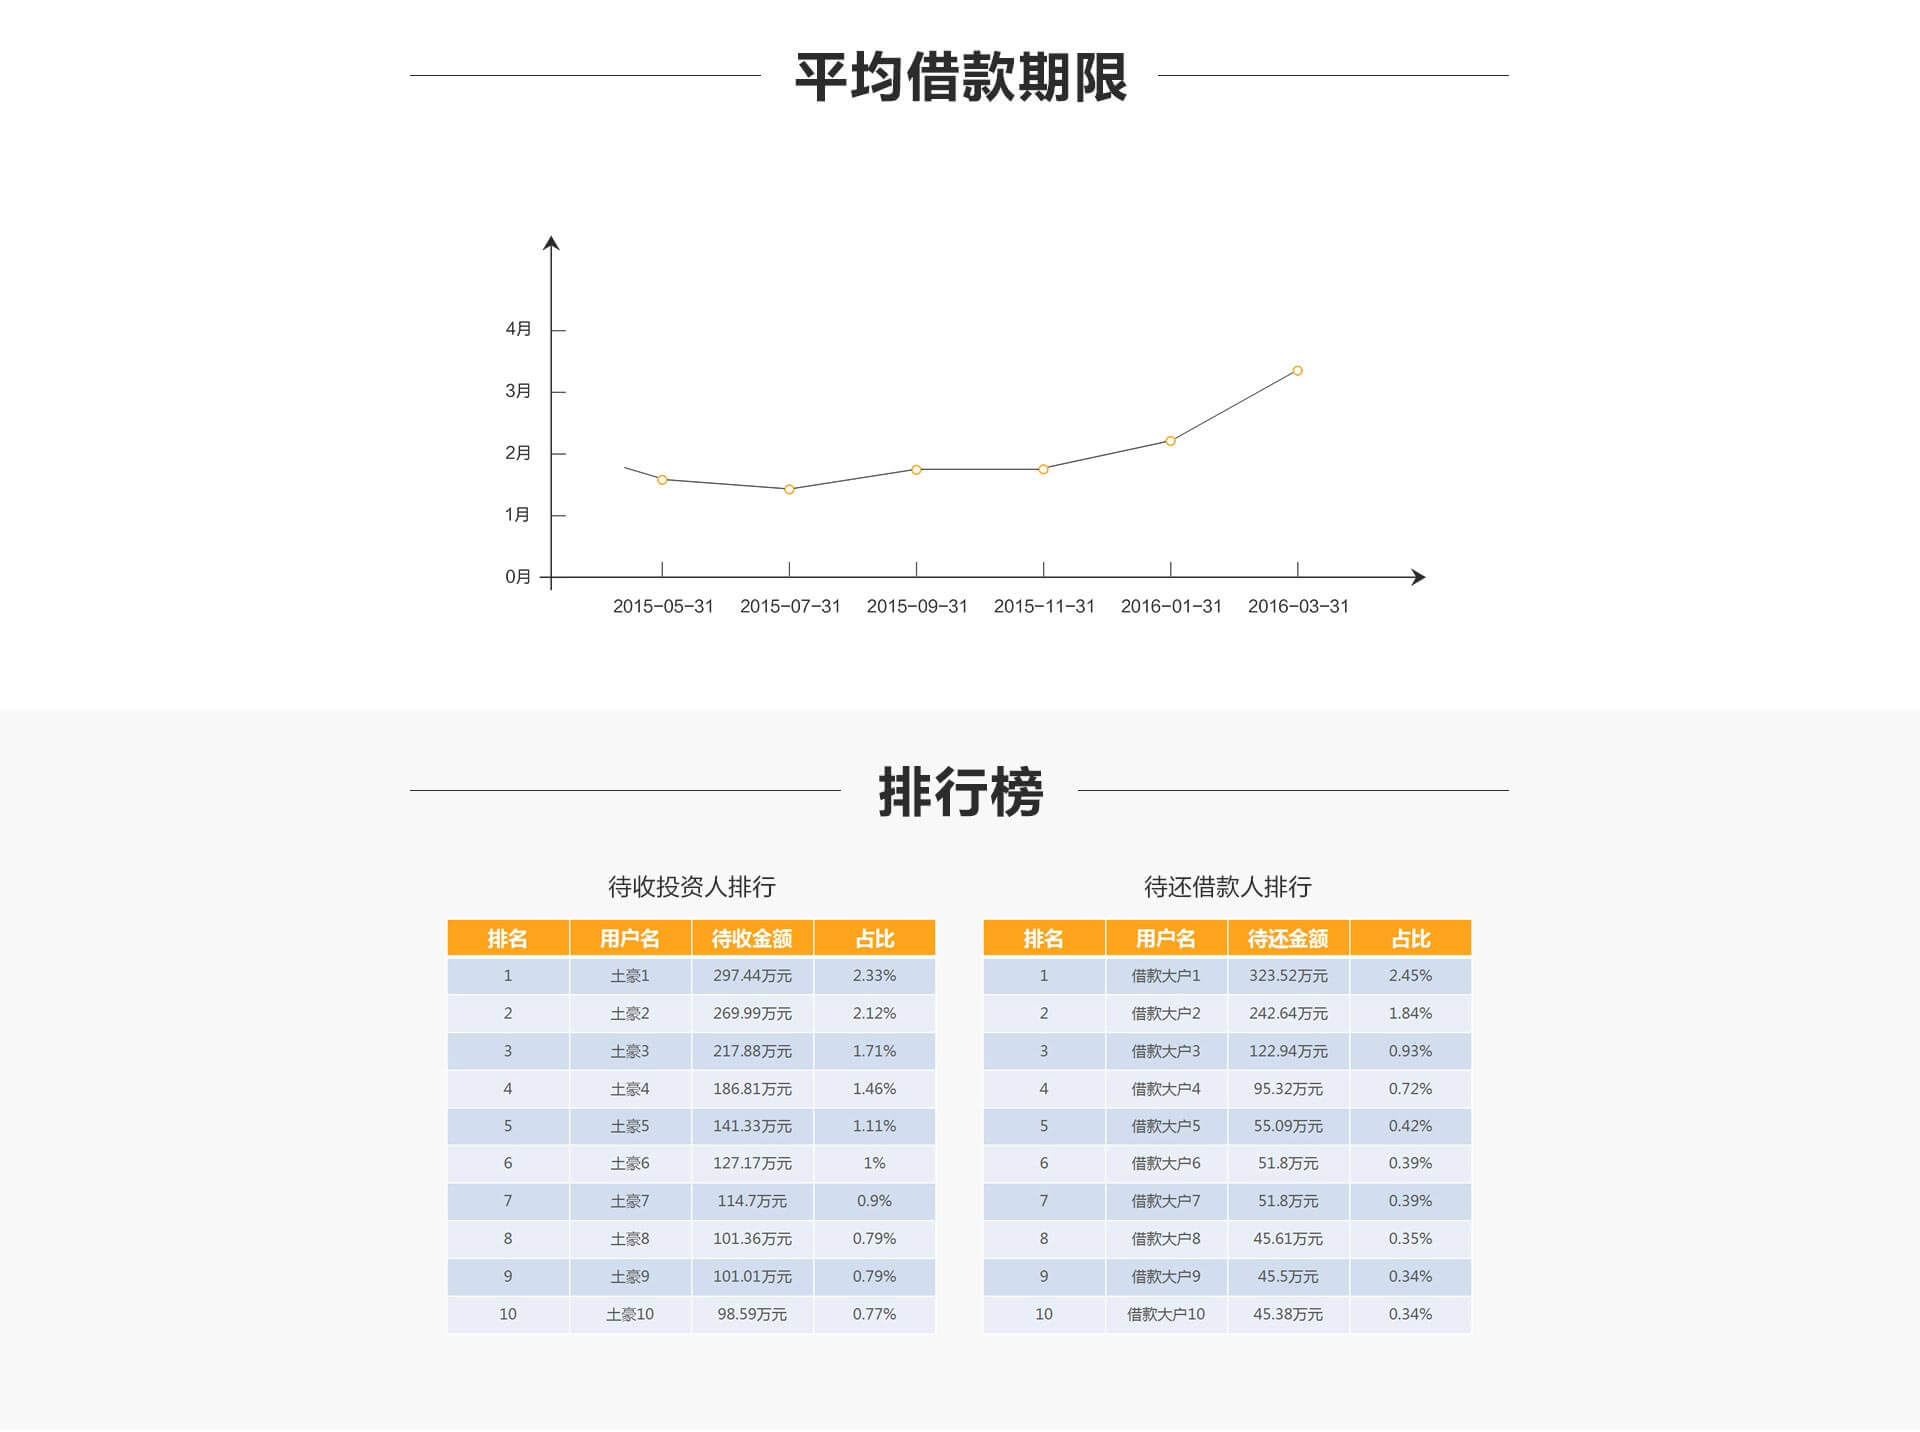 平均借款期限
4月
3月
2月
1月
0月
2015-05-31 2015-07-31 2015-09-31 2015-11-31 2016-01-31 2016-03-31
排行榜
待收投资人排行
排名 用户名 待收金额 占比
1 土豪1 297.44万元 2.33%
2 土豪2 269.99万元 2.12%
3 土豪3 217.88万元 1.71%
4 土豪4 186.81万元 1.46%
5 土豪5 141.33万元 1.11%
6 土豪6 127.17万元 1%
7 土豪7 114.7万元 0.9%
8 土豪8 101.36万元 0.79%
9 土豪9 101.01万元 0.79%
10 土豪10 98.59万元 0.77%
待还借款人排行
排名 用户名 待还金额 占比
1 借款大户1 323.52万元 2.45%
2 借款大户2 242.64万元 1.84%
3 借款大户3 122.94万元 0.93%
4 借款大户4 95.32万元 0.72%
5 借款大户5 55.09万元 0.42%
6 借款大户6 51.8万元 0.39%
7 借款大户7 51.8万元 0.39%
8 借款大户8 45.61万元 0.35%
9 借款大户9 45.5万元 0.34%
10 借款大户10 45.38万元 0.34%